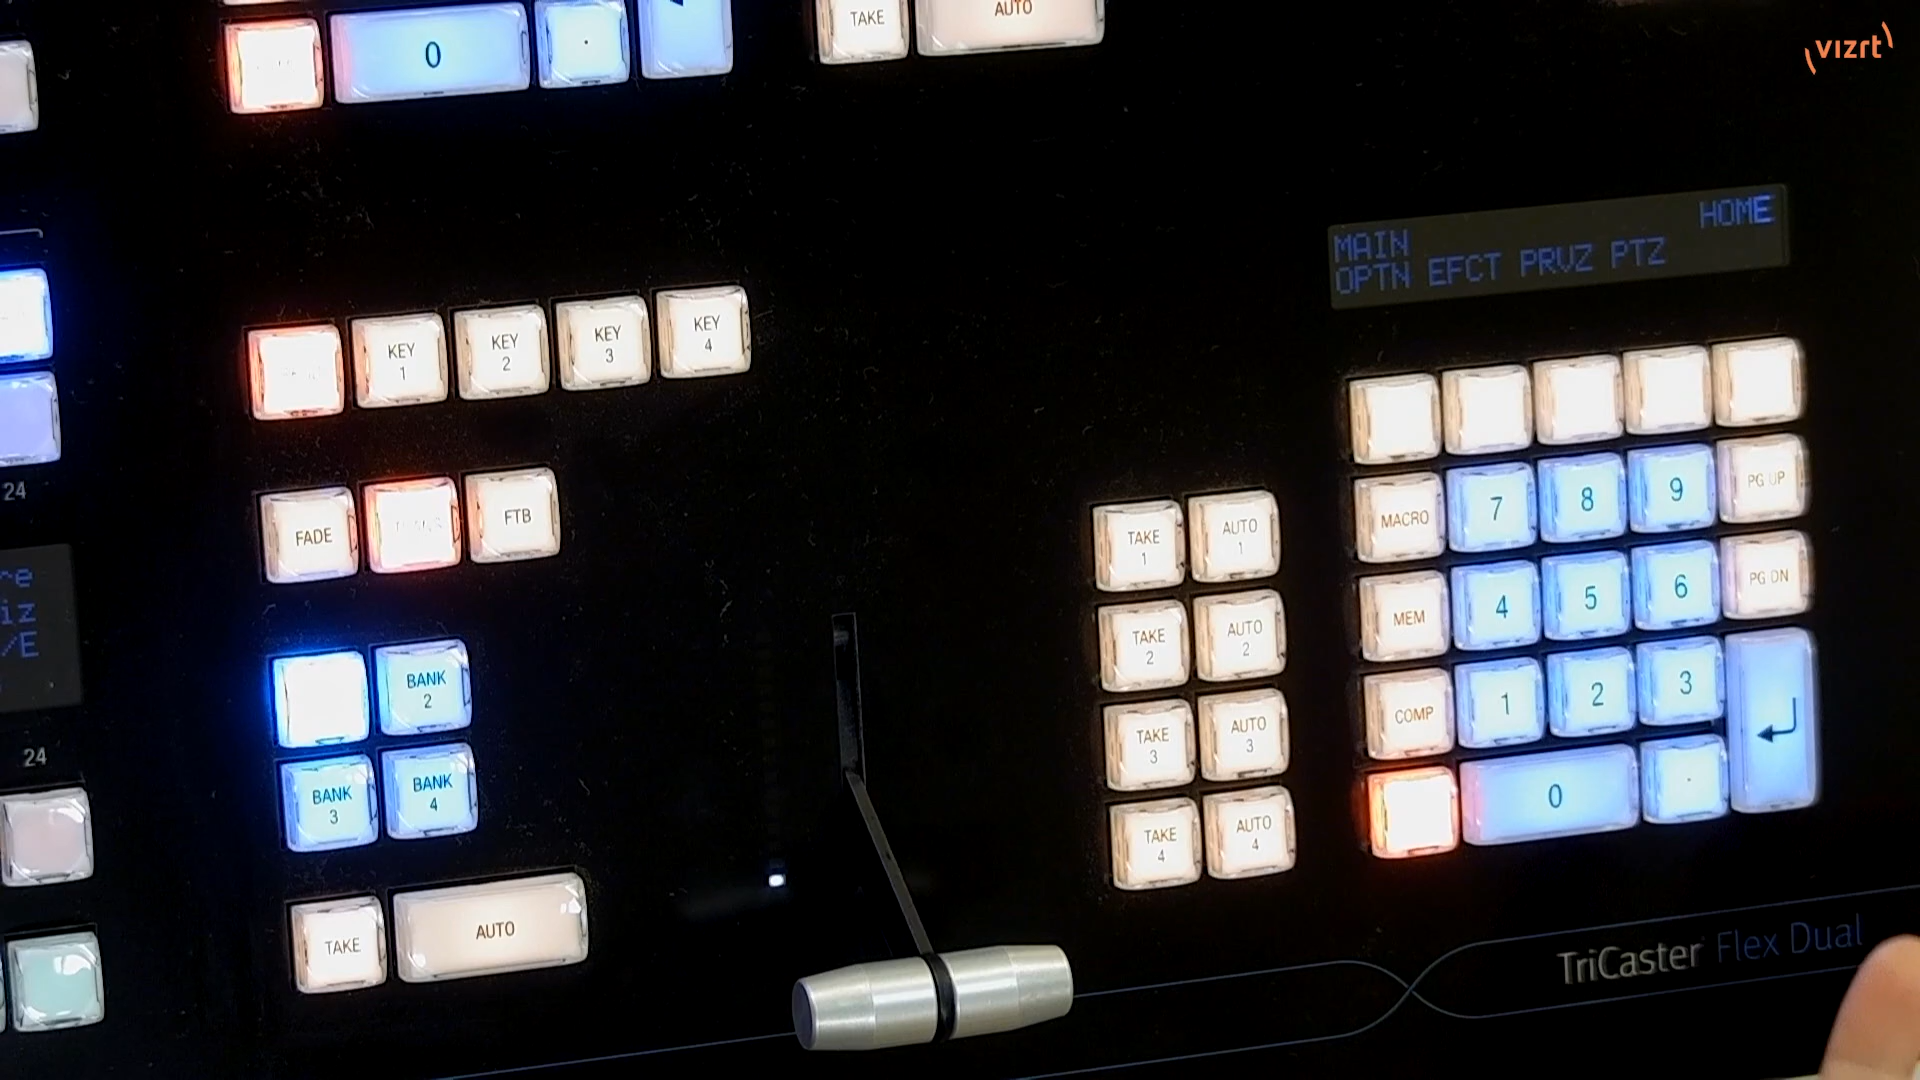 0
.
TAKE
AUTO
vizrt
HOME
MAIN
OPTN EFCT PRVZ PTZ
KEY
1
KEY
2
KEY
3
KEY
4
FADE
FTB
24
re
iz
/E
24
BANK
2
BANK
3
BANK
4
TAKE
AUTO
TAKE
1
AUTO
1
TAKE
2
AUTO
2
TAKE
3
AUTO
3
TAKE
4
AUTO
4
MACRO
7
8
9
PG UP
MEM
4
5
6
PG DN
COMP
1
2
3
0
.
TriCaster Flex Dual